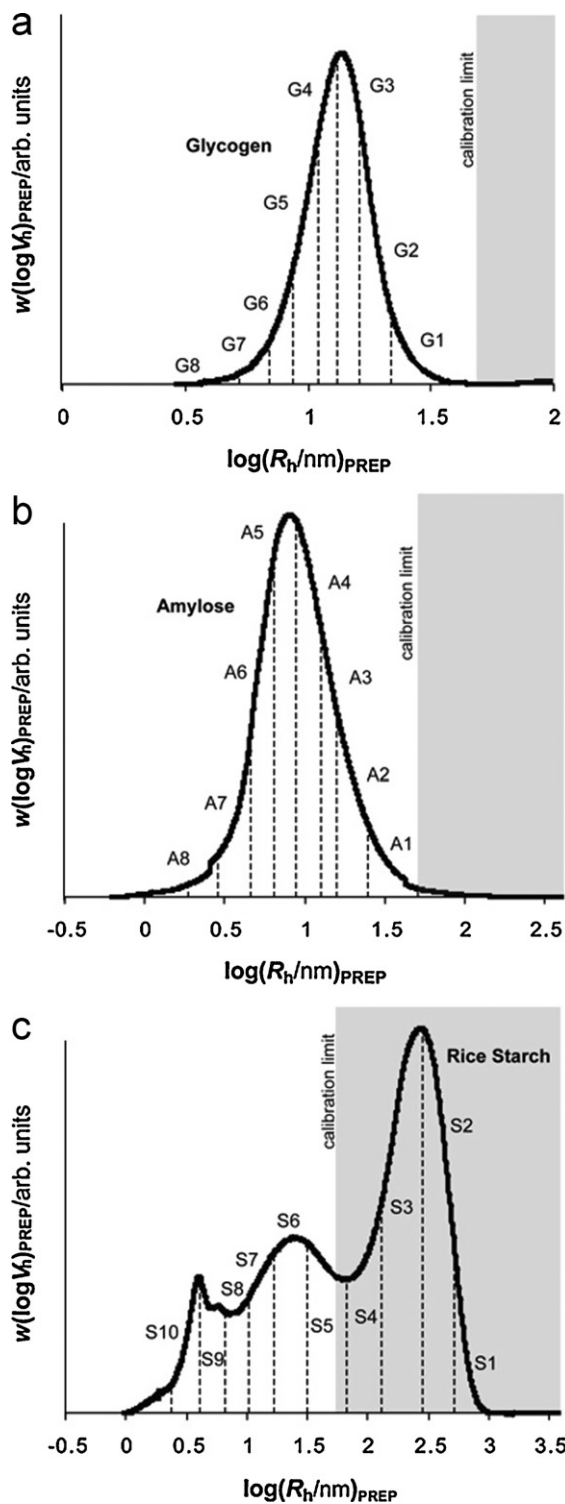 a
w(logVh)PREP/arb. units
Glycogen
calibration limit
G4
G3
G5
G2
G6
G7
G1
G8
0
0.5
1
1.5
2
log(Rh/nm)PREP
b
w(logVh)PREP/arb. units
Amylose
calibration limit
A5
A4
A6
A3
A7
A2
A8
A1
-0.5
0
0.5
1
1.5
2
2.5
log(Rh/nm)PREP
c
w(logVh)PREP/arb. units
calibration limit
Rice Starch
S2
S3
S6
S7
S8
S10
S9
S5
S4
S1
-0.5
0
0.5
1
1.5
2
2.5
3
3.5
log(Rh/nm)PREP